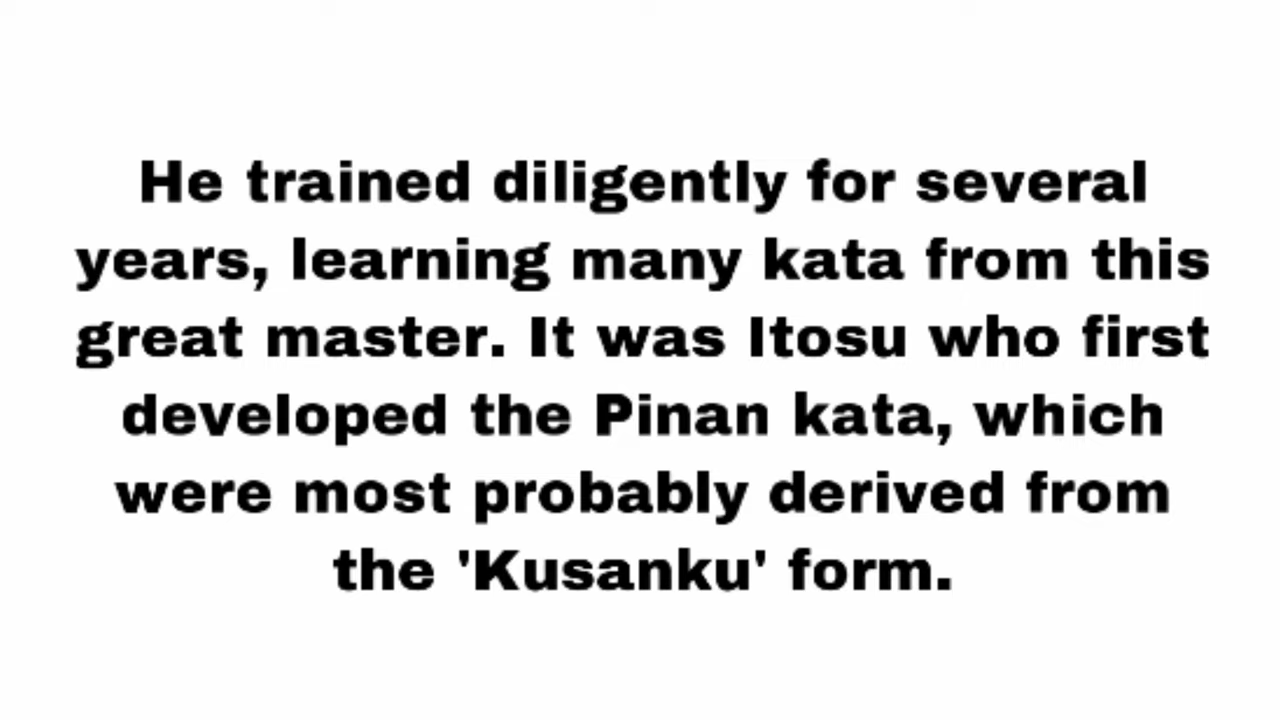 He trained diligently for several
years, learning many kata from this
great master. It was Itosu who first
developed the Pinan kata, which
were most probably derived from
the 'Kusanku' form.